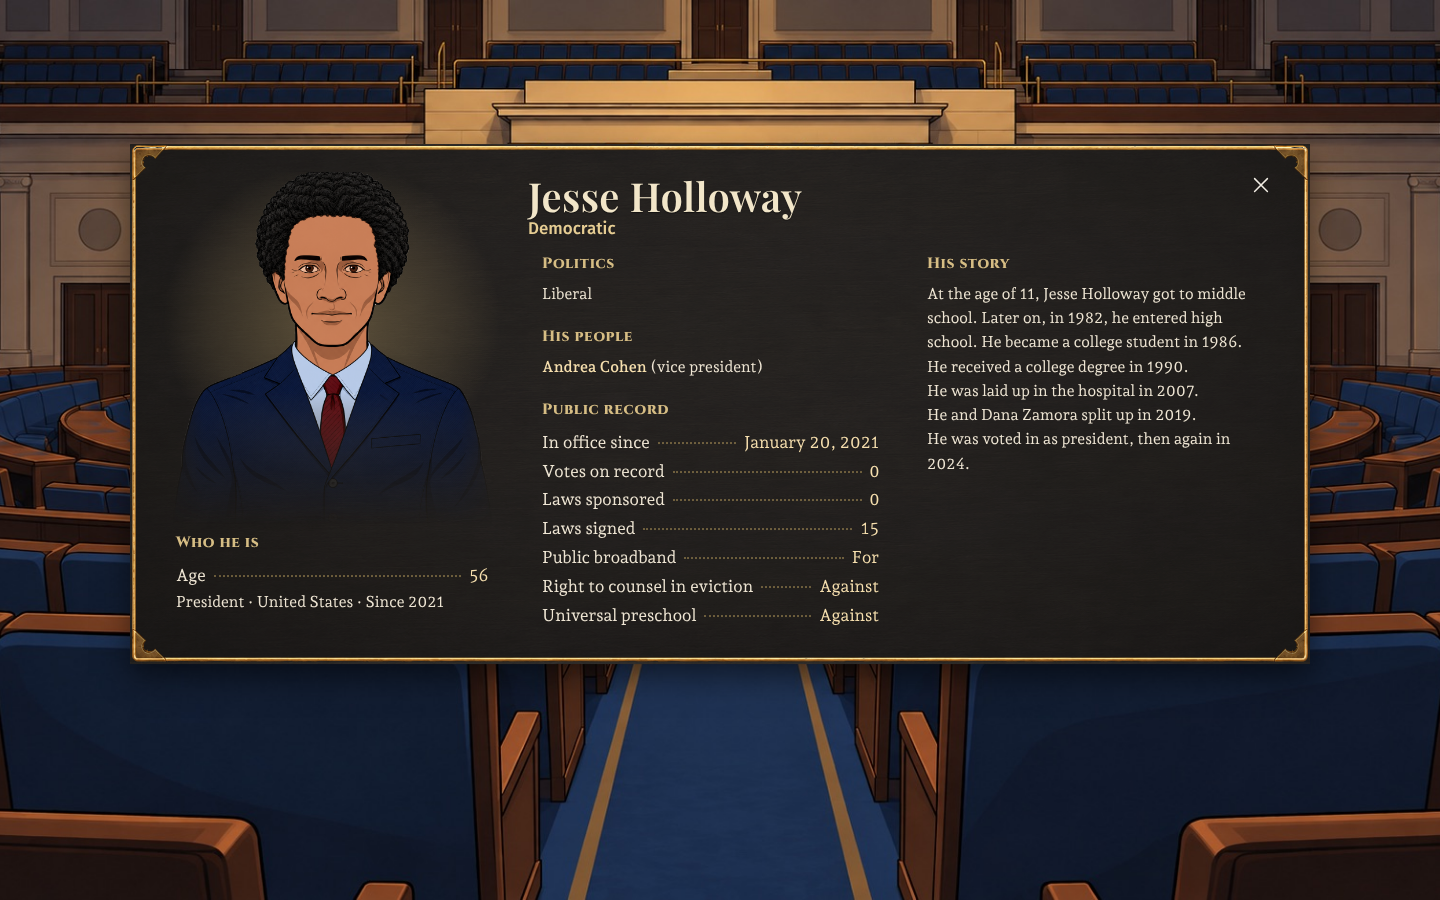 Jesse Holloway
Democratic
Politics
Liberal
His people
Andrea Cohen (vice president)
Public record
In office since January 20, 2021
Votes on record 0
Laws sponsored 0
Laws signed 15
Public broadband For
Right to counsel in eviction Against
Universal preschool Against
His story
At the age of 11, Jesse Holloway got to middle
school. Later on, in 1982, he entered high
school. He became a college student in 1986.
He received a college degree in 1990.
He was laid up in the hospital in 2007.
He and Dana Zamora split up in 2019.
He was voted in as president, then again in
2024.
Who he is
Age 56
President · United States · Since 2021